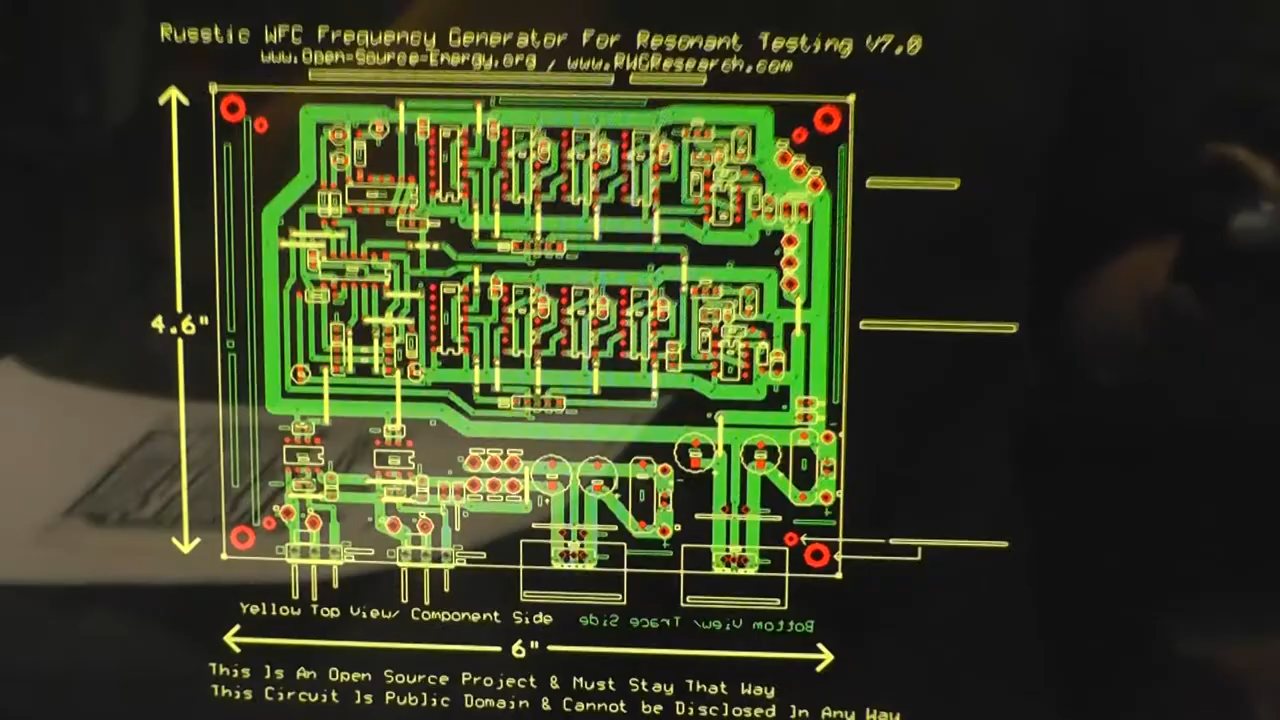 Russtic WFC Frequency Generator For Resonant Testing V7.0
www.Open-Source-Energy.org , www.RWGResearch.com
4.6"
Yellow Top View/ Component Side
Bottom View\ Trace Side
6"
This Is An Open Source Project & Must Stay That Way
This Circuit Is Public Domain & Cannot be Disclosed In Any Way